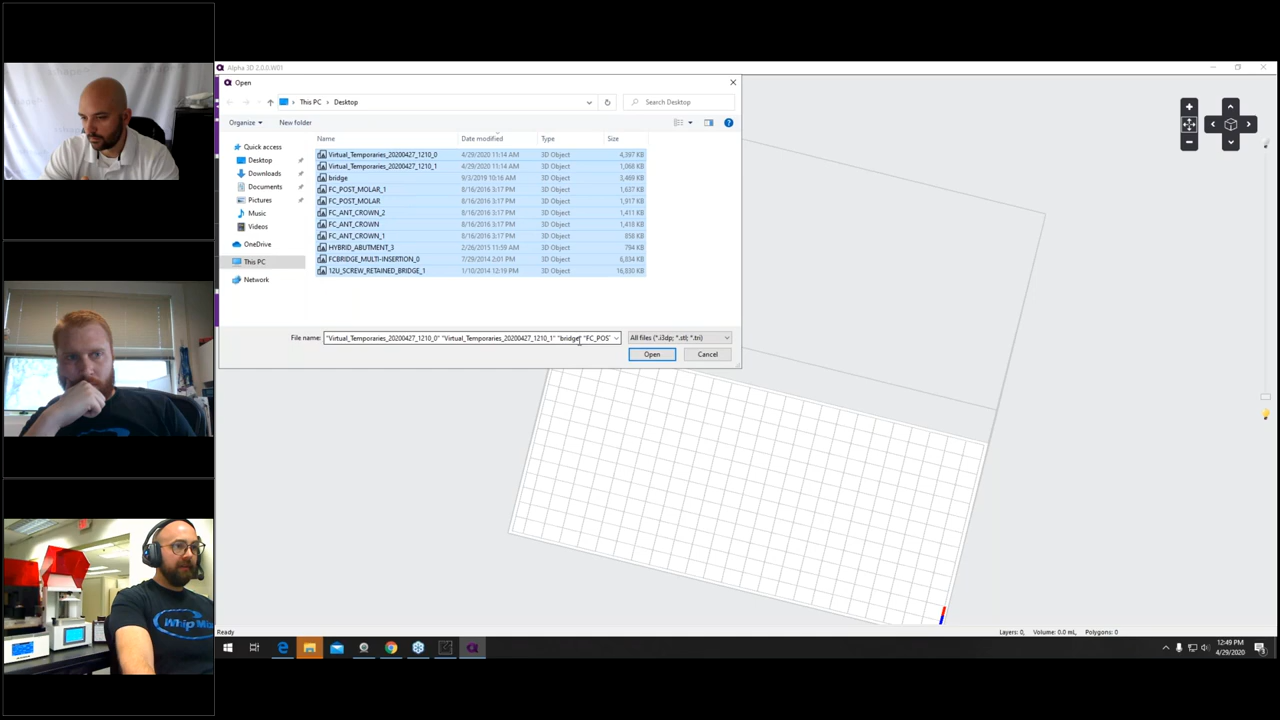 Alpha 3D 2.0.0.W01
Open
This PC > Desktop
Search Desktop
Organize New folder
Name Date modified Type Size
Quick access
Desktop
Downloads
Documents
Pictures
Music
Videos
OneDrive
This PC
Network
Virtual_Temporaries_20200427_1210_0 4/29/2020 11:14 AM 3D Object 4,397 KB
Virtual_Temporaries_20200427_1210_1 4/29/2020 11:14 AM 3D Object 1,068 KB
bridge 9/3/2019 10:16 AM 3D Object 3,469 KB
FC_POST_MOLAR_1 8/16/2016 3:17 PM 3D Object 1,637 KB
FC_POST_MOLAR 8/16/2016 3:17 PM 3D Object 1,917 KB
FC_ANT_CROWN_2 8/16/2016 3:17 PM 3D Object 1,411 KB
FC_ANT_CROWN 8/16/2016 3:17 PM 3D Object 1,418 KB
FC_ANT_CROWN_1 8/16/2016 3:17 PM 3D Object 858 KB
HYBRID_ABUTMENT_3 2/26/2015 11:59 AM 3D Object 794 KB
FCBRIDGE_MULTI-INSERTION_0 7/29/2014 2:01 PM 3D Object 6,834 KB
12U_SCREW_RETAINED_BRIDGE_1 1/10/2014 12:19 PM 3D Object 16,830 KB
File name: "Virtual_Temporaries_20200427_1210_0" "Virtual_Temporaries_20200427_1210_1" "bridge" "FC_POS All files (*.i3dp; *.stl; *.tri)
Open Cancel
Whip Mix
Ready Layers: 0, Volume: 0.0 mL, Polygons: 0
12:49 PM
4/29/2020